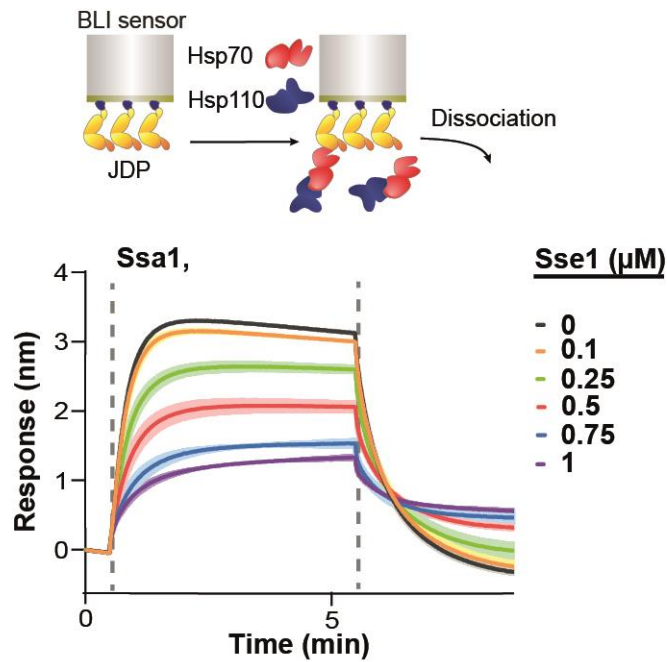 BLI sensor
Hsp70
Hsp110
JDP
Dissociation
Ssa1,
Sse1 (µM)
0
0.1
0.25
0.5
0.75
1
Response (nm)
4
3
2
1
0
0
5
Time (min)